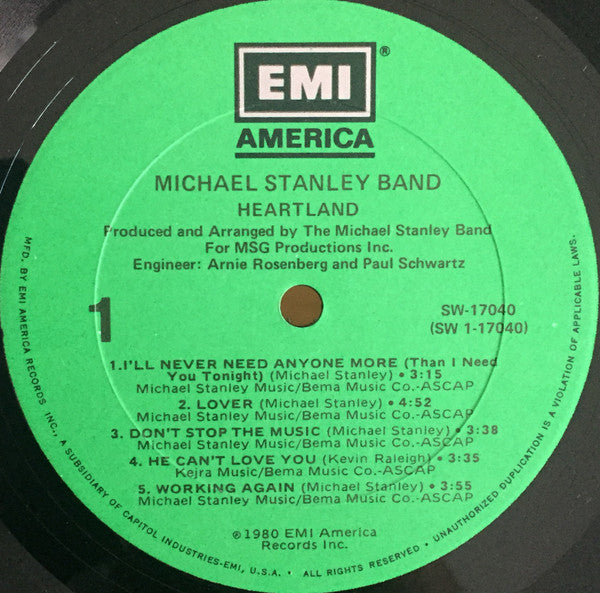 EMI
®
AMERICA
MICHAEL STANLEY BAND
HEARTLAND
Produced and Arranged by The Michael Stanley Band
For MSG Productions Inc.
Engineer: Arnie Rosenberg and Paul Schwartz
1
SW-17040
(SW 1-17040)
1.I'LL NEVER NEED ANYONE MORE (Than I Need
You Tonight) (Michael Stanley) • 3:15
Michael Stanley Music/Bema Music Co.-ASCAP
2. LOVER (Michael Stanley) • 4:52
Michael Stanley Music/Bema Music Co.-ASCAP
3. DON'T STOP THE MUSIC (Michael Stanley) • 3:38
Michael Stanley Music/Bema Music Co.-ASCAP
4. HE CAN'T LOVE YOU (Kevin Raleigh) • 3:35
Kejra Music/Bema Music Co.-ASCAP
5. WORKING AGAIN (Michael Stanley) • 3:55
Michael Stanley Music/Bema Music Co.-ASCAP
℗1980 EMI America
Records Inc.
MFD. BY EMI AMERICA RECORDS INC., A SUBSIDIARY OF CAPITOL INDUSTRIES-EMI, U.S.A. • ALL RIGHTS RESERVED • UNAUTHORIZED DUPLICATION IS A VIOLATION OF APPLICABLE LAWS.